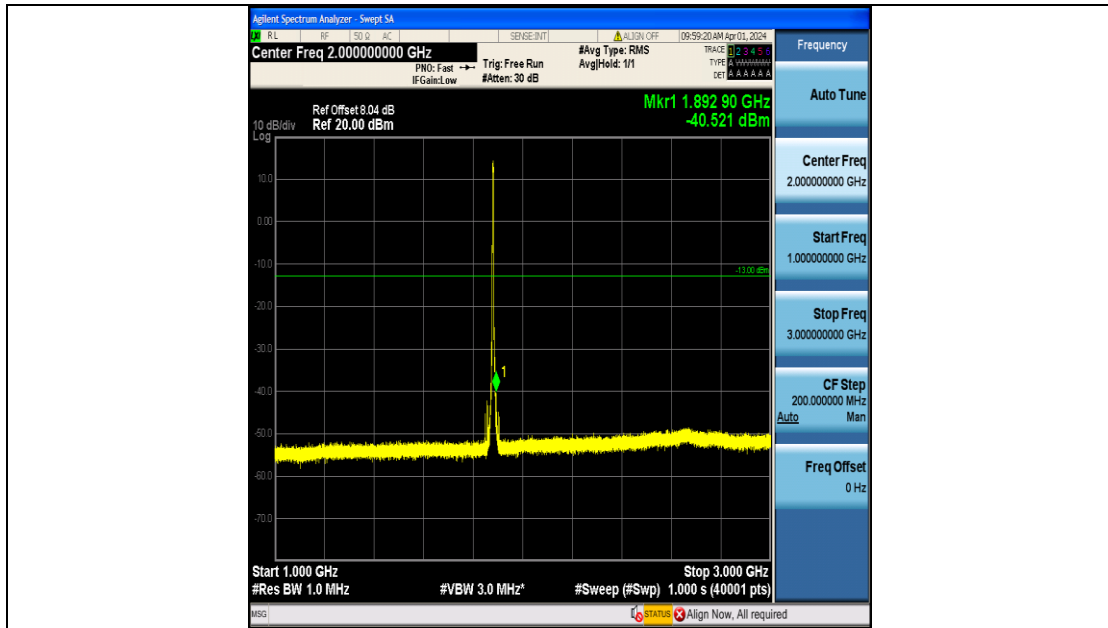 Agilent Spectrum Analyzer - Swept SA
RL RF 50 Ω AC SENSE:INT ALIGN OFF 09:59:20 AM Apr 01, 2024
Center Freq 2.000000000 GHz
PNO: Fast
IFGain:Low
Trig: Free Run
#Atten: 30 dB
#Avg Type: RMS
Avg|Hold: 1/1
TRACE 1 2 3 4 5 6
TYPE A
DET A A A A A A
Frequency
Mkr1 1.892 90 GHz
-40.521 dBm
Ref Offset 8.04 dB
10 dB/div Ref 20.00 dBm
Log
10.0
0.00
-10.0
-13.00 dBm
-20.0
-30.0
1
-40.0
-50.0
-60.0
-70.0
Start 1.000 GHz Stop 3.000 GHz
#Res BW 1.0 MHz #VBW 3.0 MHz* #Sweep (#Swp) 1.000 s (40001 pts)
Auto Tune
Center Freq
2.000000000 GHz
Start Freq
1.000000000 GHz
Stop Freq
3.000000000 GHz
CF Step
200.000000 MHz
Auto Man
Freq Offset
0 Hz
MSG STATUS Align Now, All required